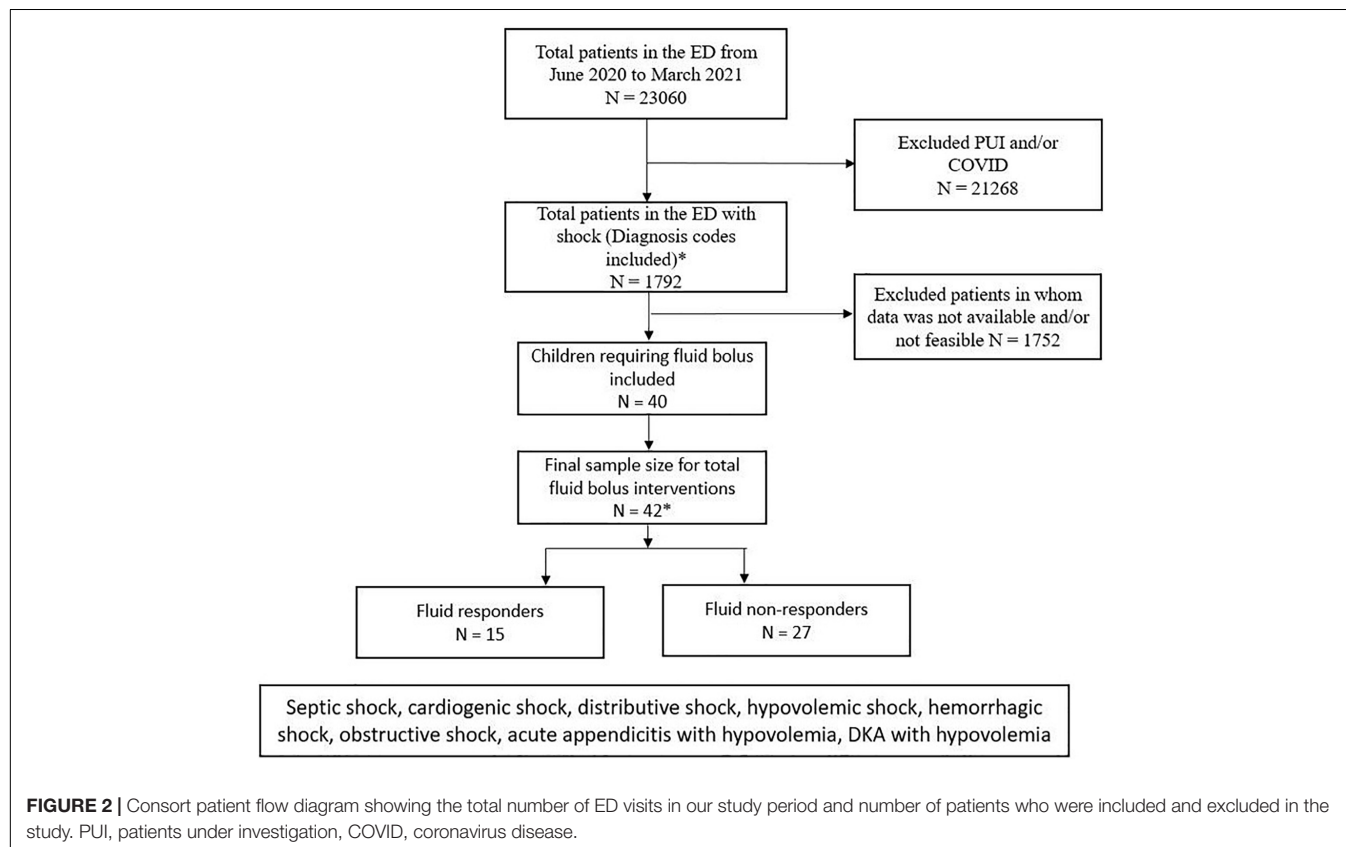 Total patients in the ED from
June 2020 to March 2021
N = 23060
Excluded PUI and/or
COVID
N = 21268
Total patients in the ED with
shock (Diagnosis codes
included)*
N = 1792
Excluded patients in whom
data was not available and/or
not feasible N = 1752
Children requiring fluid bolus
included
N = 40
Final sample size for total
fluid bolus interventions
N = 42*
Fluid responders
N = 15
Fluid non-responders
N = 27
Septic shock, cardiogenic shock, distributive shock, hypovolemic shock, hemorrhagic
shock, obstructive shock, acute appendicitis with hypovolemia, DKA with hypovolemia
FIGURE 2 | Consort patient flow diagram showing the total number of ED visits in our study period and number of patients who were included and excluded in the
study. PUI, patients under investigation, COVID, coronavirus disease.